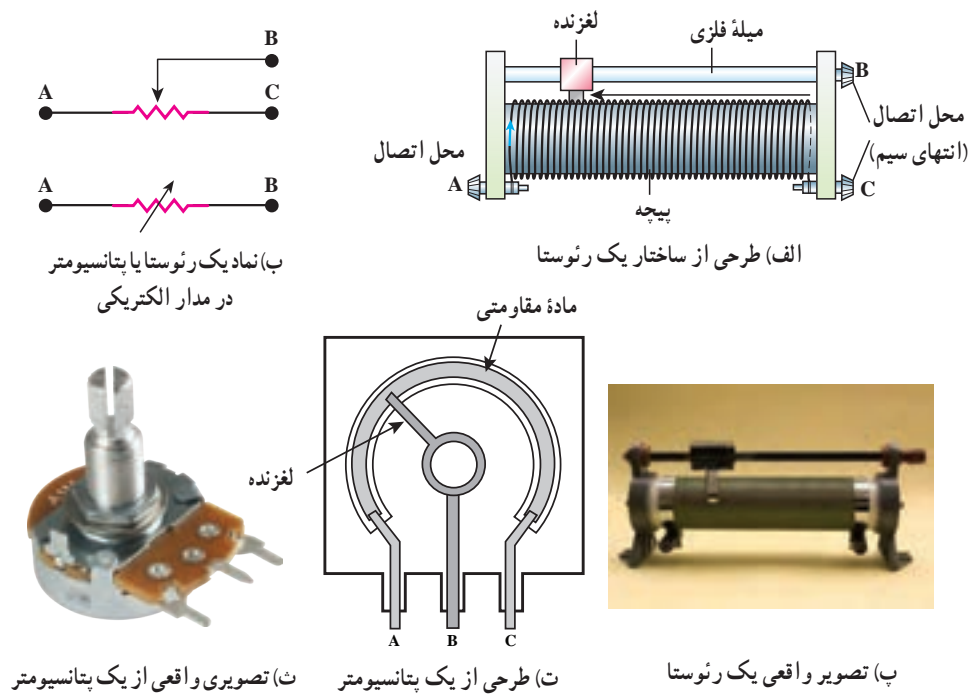 لغزنده
میلهٔ فلزی
B
محل اتصال
(انتهای سیم)
C
محل اتصال
A
پیچه
الف) طرحی از ساختار یک رئوستا
B
A
C
A
B
ب) نماد یک رئوستا یا پتانسیومتر
در مدار الکتریکی
مادهٔ مقاومتی
لغزنده
A B C
پ) تصویر واقعی یک رئوستا
ت) طرحی از یک پتانسیومتر
ث) تصویری واقعی از یک پتانسیومتر